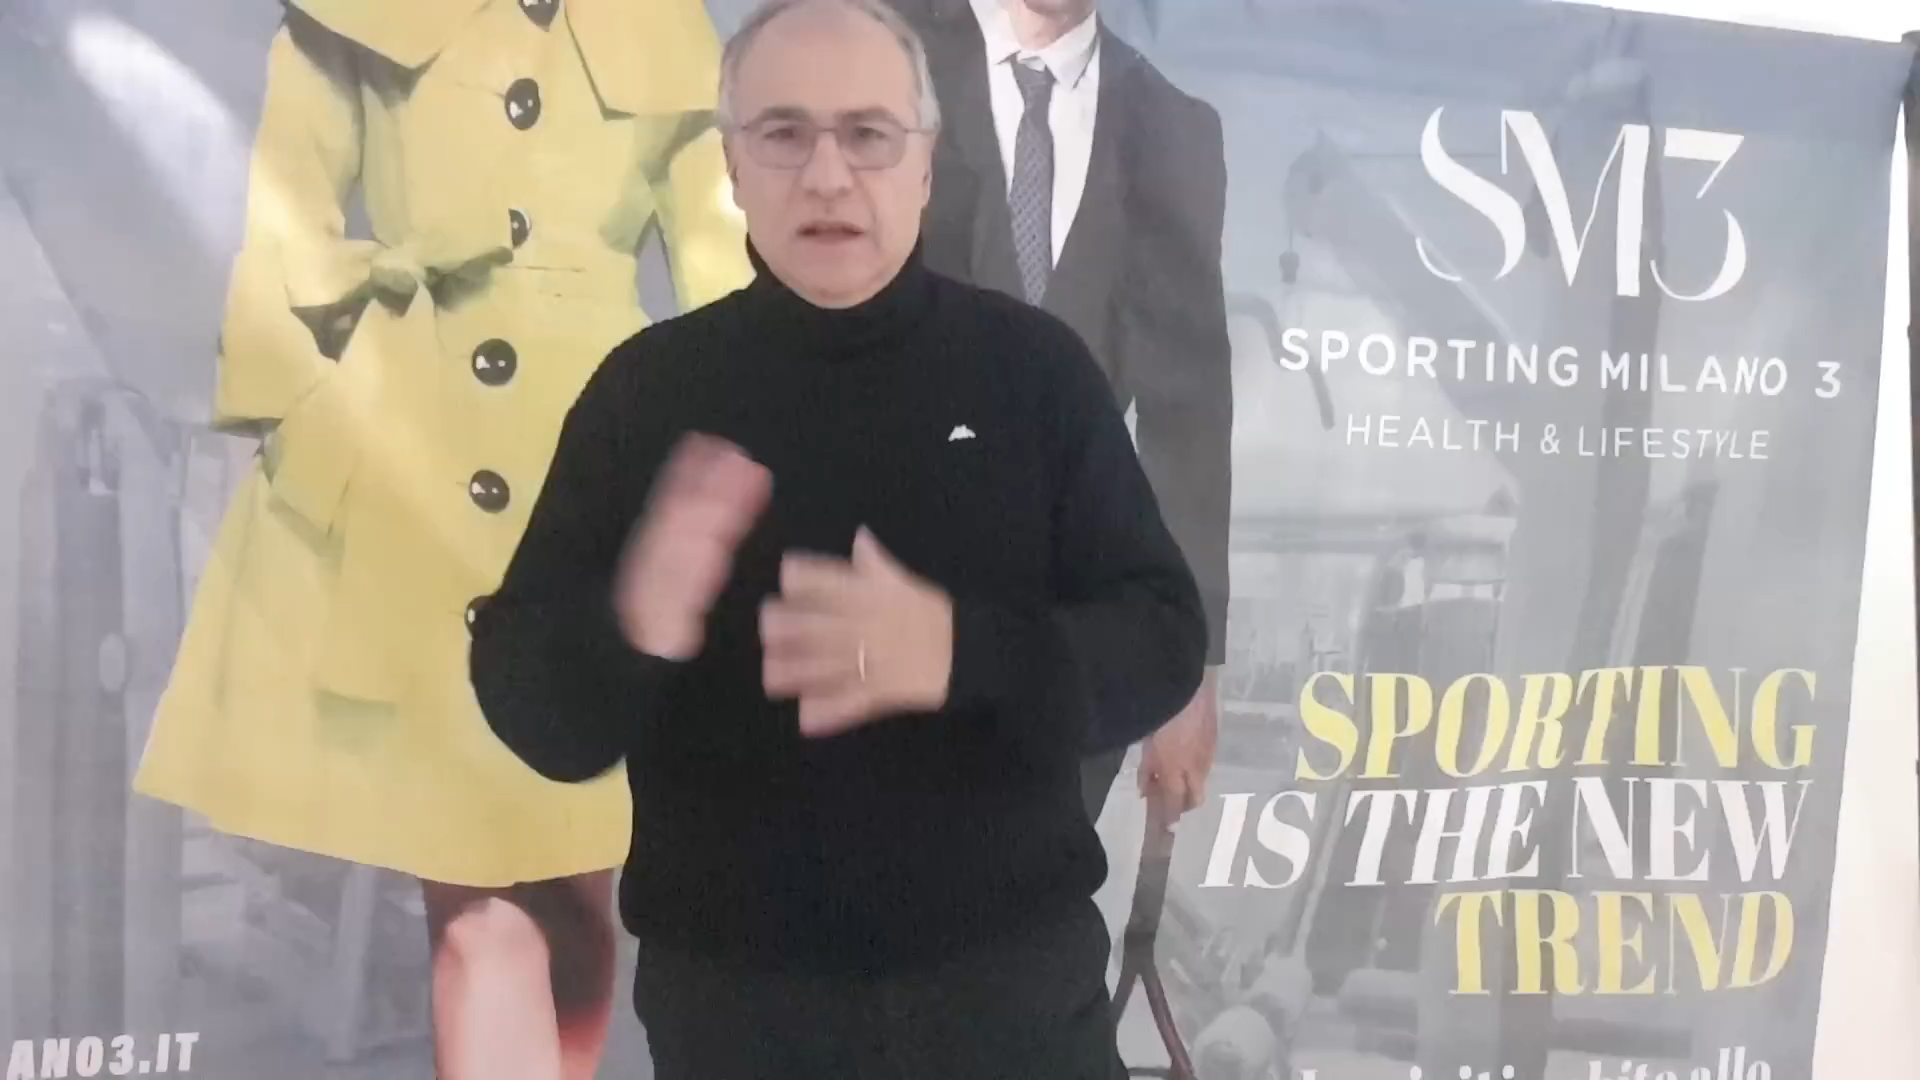 SM3
SPORTING MILANO 3
HEALTH & LIFESTYLE
SPORTING
IS THE NEW
TREND
ANO3.IT